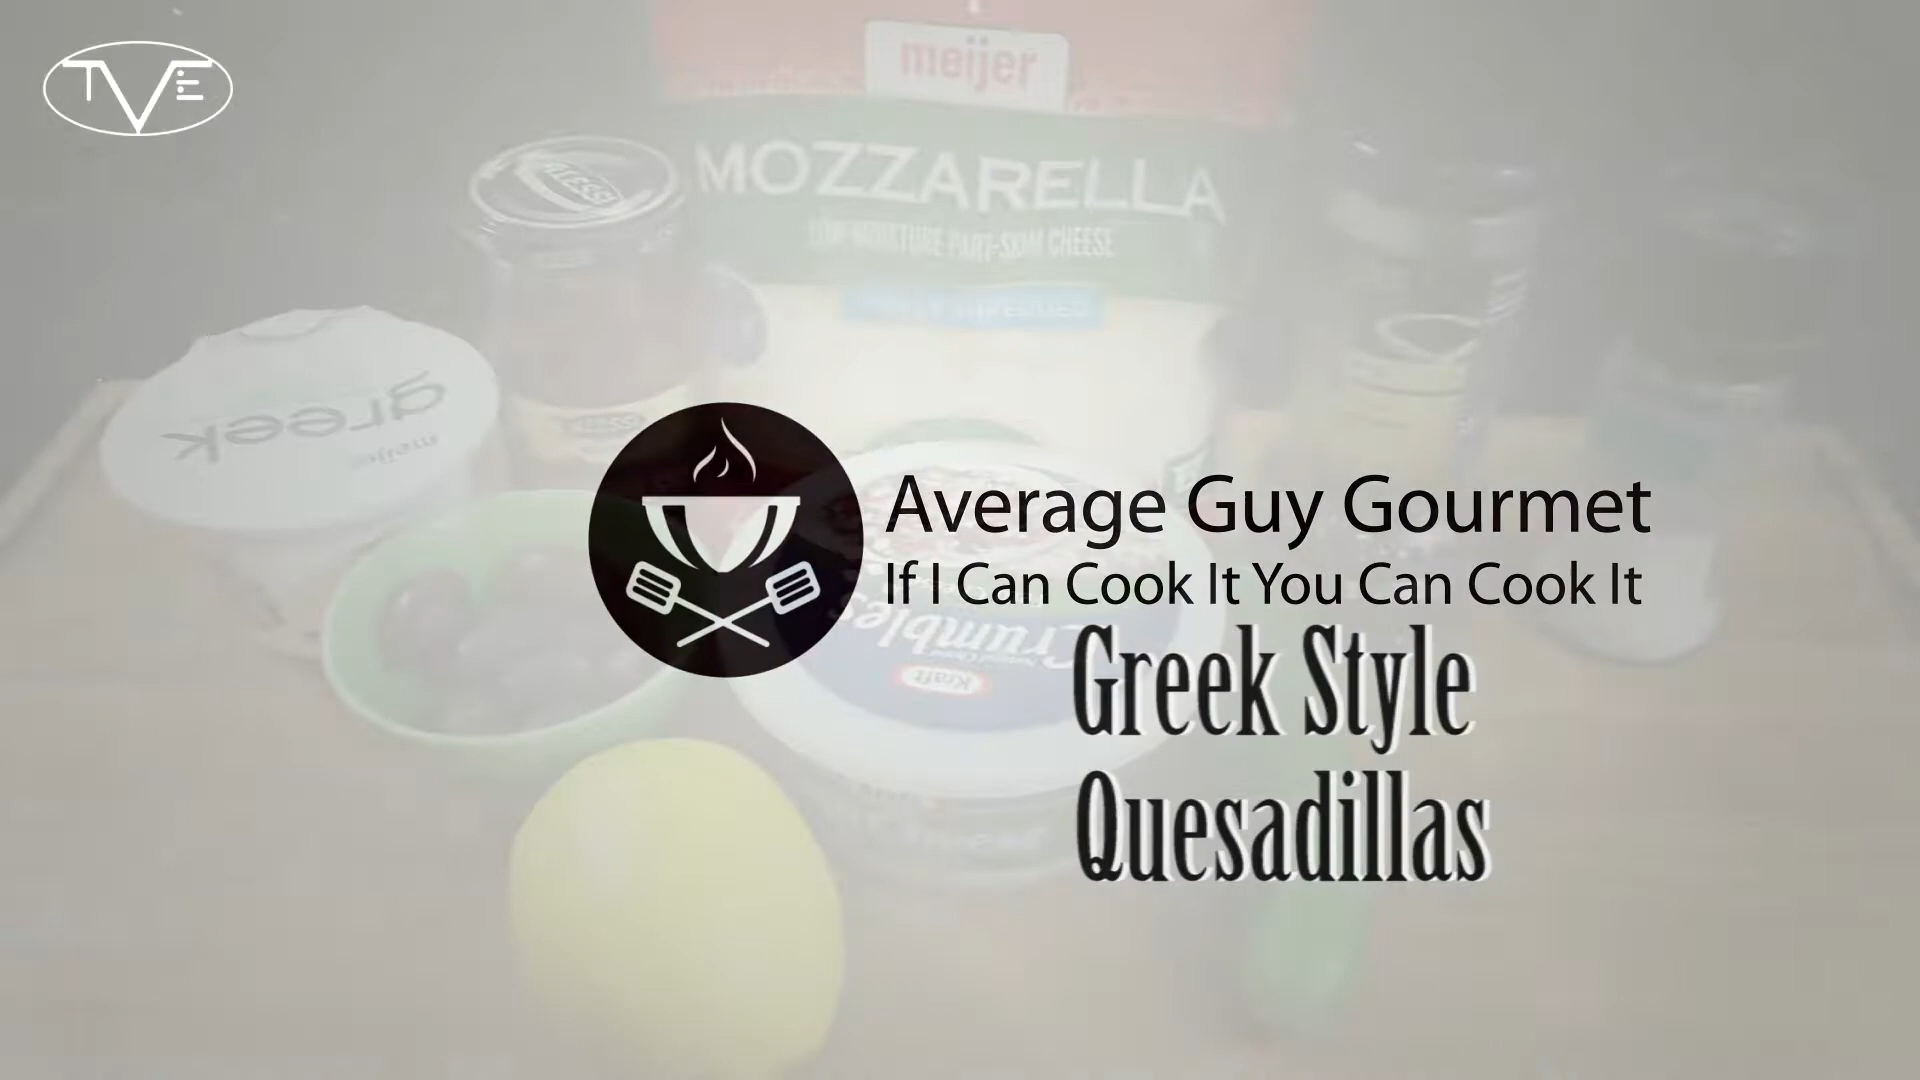 TVE
meijer
MOZZARELLA
LOW-MOISTURE PART-SKIM CHEESE
ALESSI
greek
meijer
Average Guy Gourmet
If I Can Cook It You Can Cook It
Crumbles
Kraft
Greek Style
Quesadillas